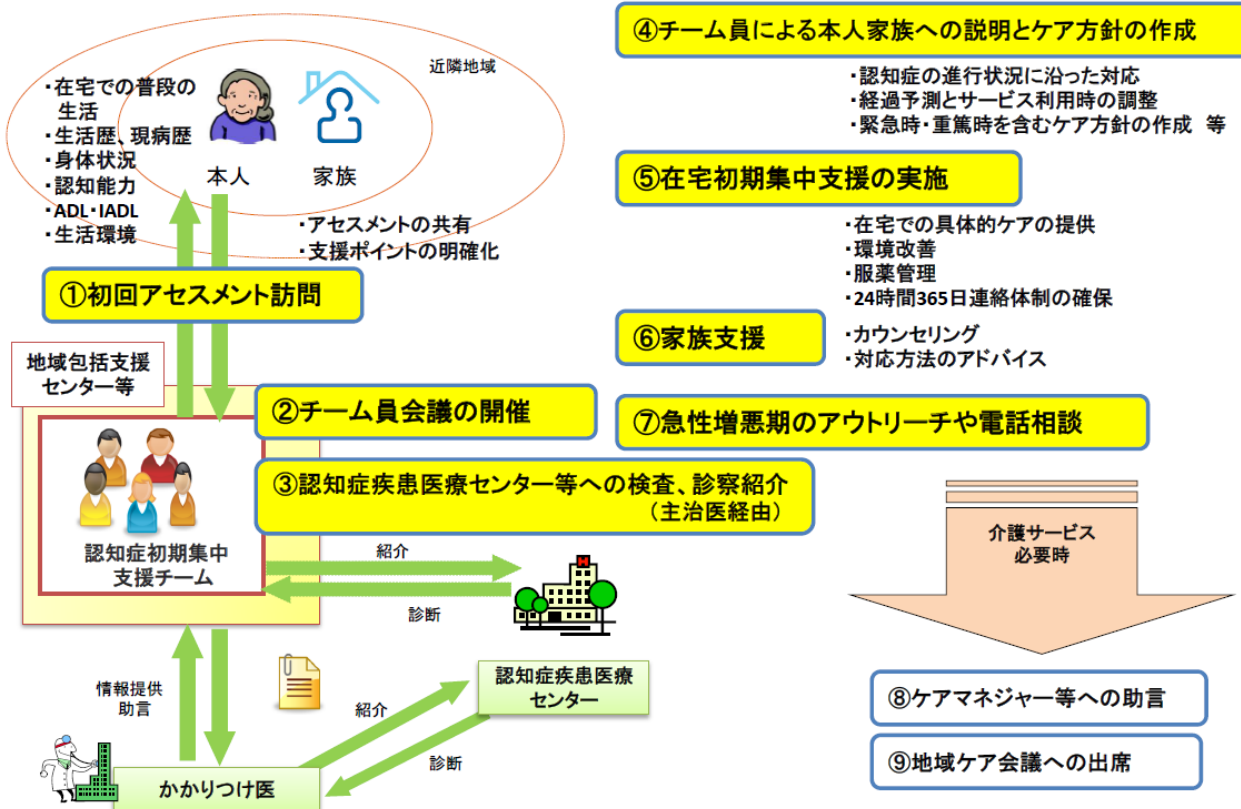 近隣地域
・在宅での普段の
生活
・生活歴、現病歴
・身体状況
・認知能力
・ADL・IADL
・生活環境
本人
家族
・アセスメントの共有
・支援ポイントの明確化
①初回アセスメント訪問
地域包括支援
センター等
②チーム員会議の開催
③認知症疾患医療センター等への検査、診察紹介
（主治医経由）
認知症初期集中
支援チーム
紹介
H
診断
情報提供
助言
紹介
認知症疾患医療
センター
診断
かかりつけ医
④チーム員による本人家族への説明とケア方針の作成
・認知症の進行状況に沿った対応
・経過予測とサービス利用時の調整
・緊急時・重篤時を含むケア方針の作成 等
⑤在宅初期集中支援の実施
・在宅での具体的ケアの提供
・環境改善
・服薬管理
・24時間365日連絡体制の確保
⑥家族支援
・カウンセリング
・対応方法のアドバイス
⑦急性増悪期のアウトリーチや電話相談
介護サービス
必要時
⑧ケアマネジャー等への助言
⑨地域ケア会議への出席